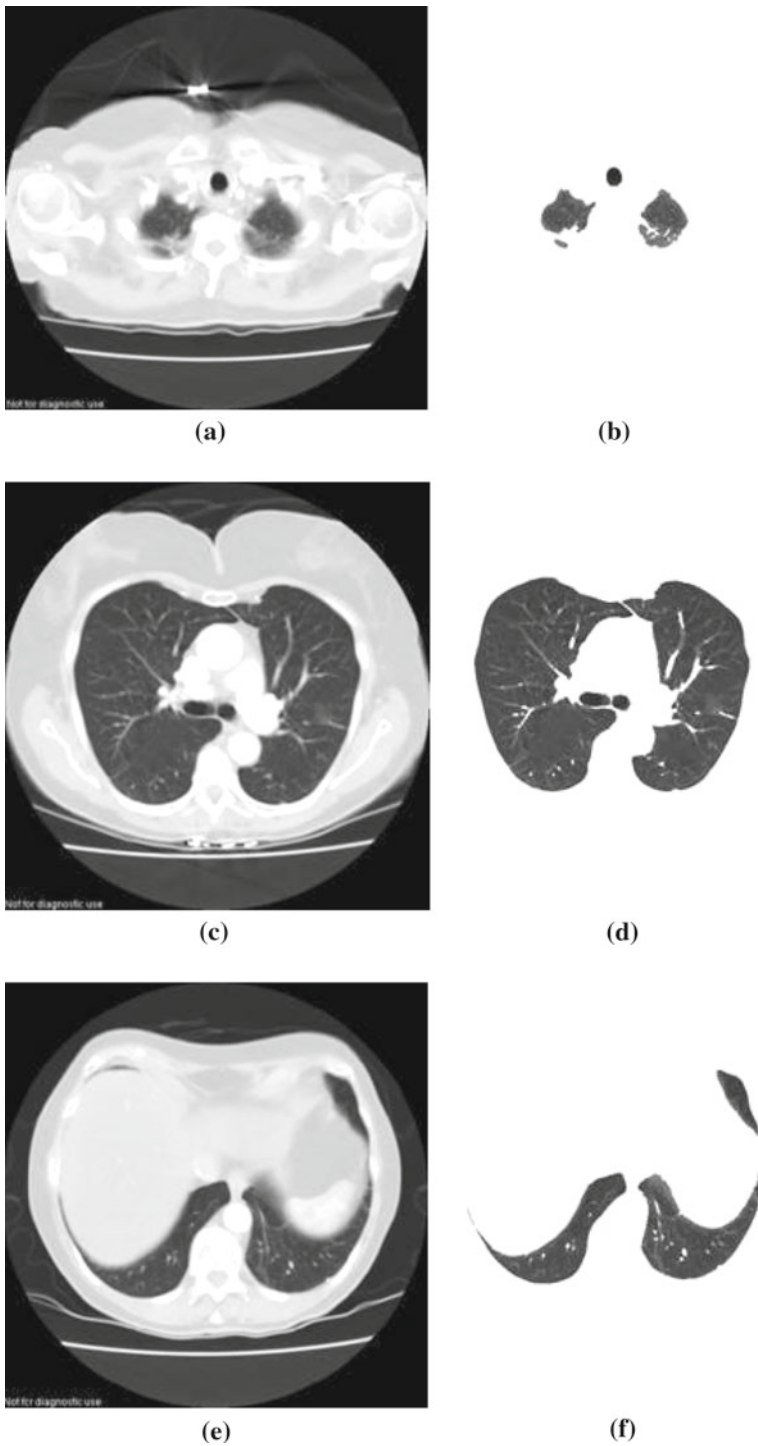 Not for diagnostic use
(a)
(b)
Not for diagnostic use
(c)
(d)
Not for diagnostic use
(e)
(f)